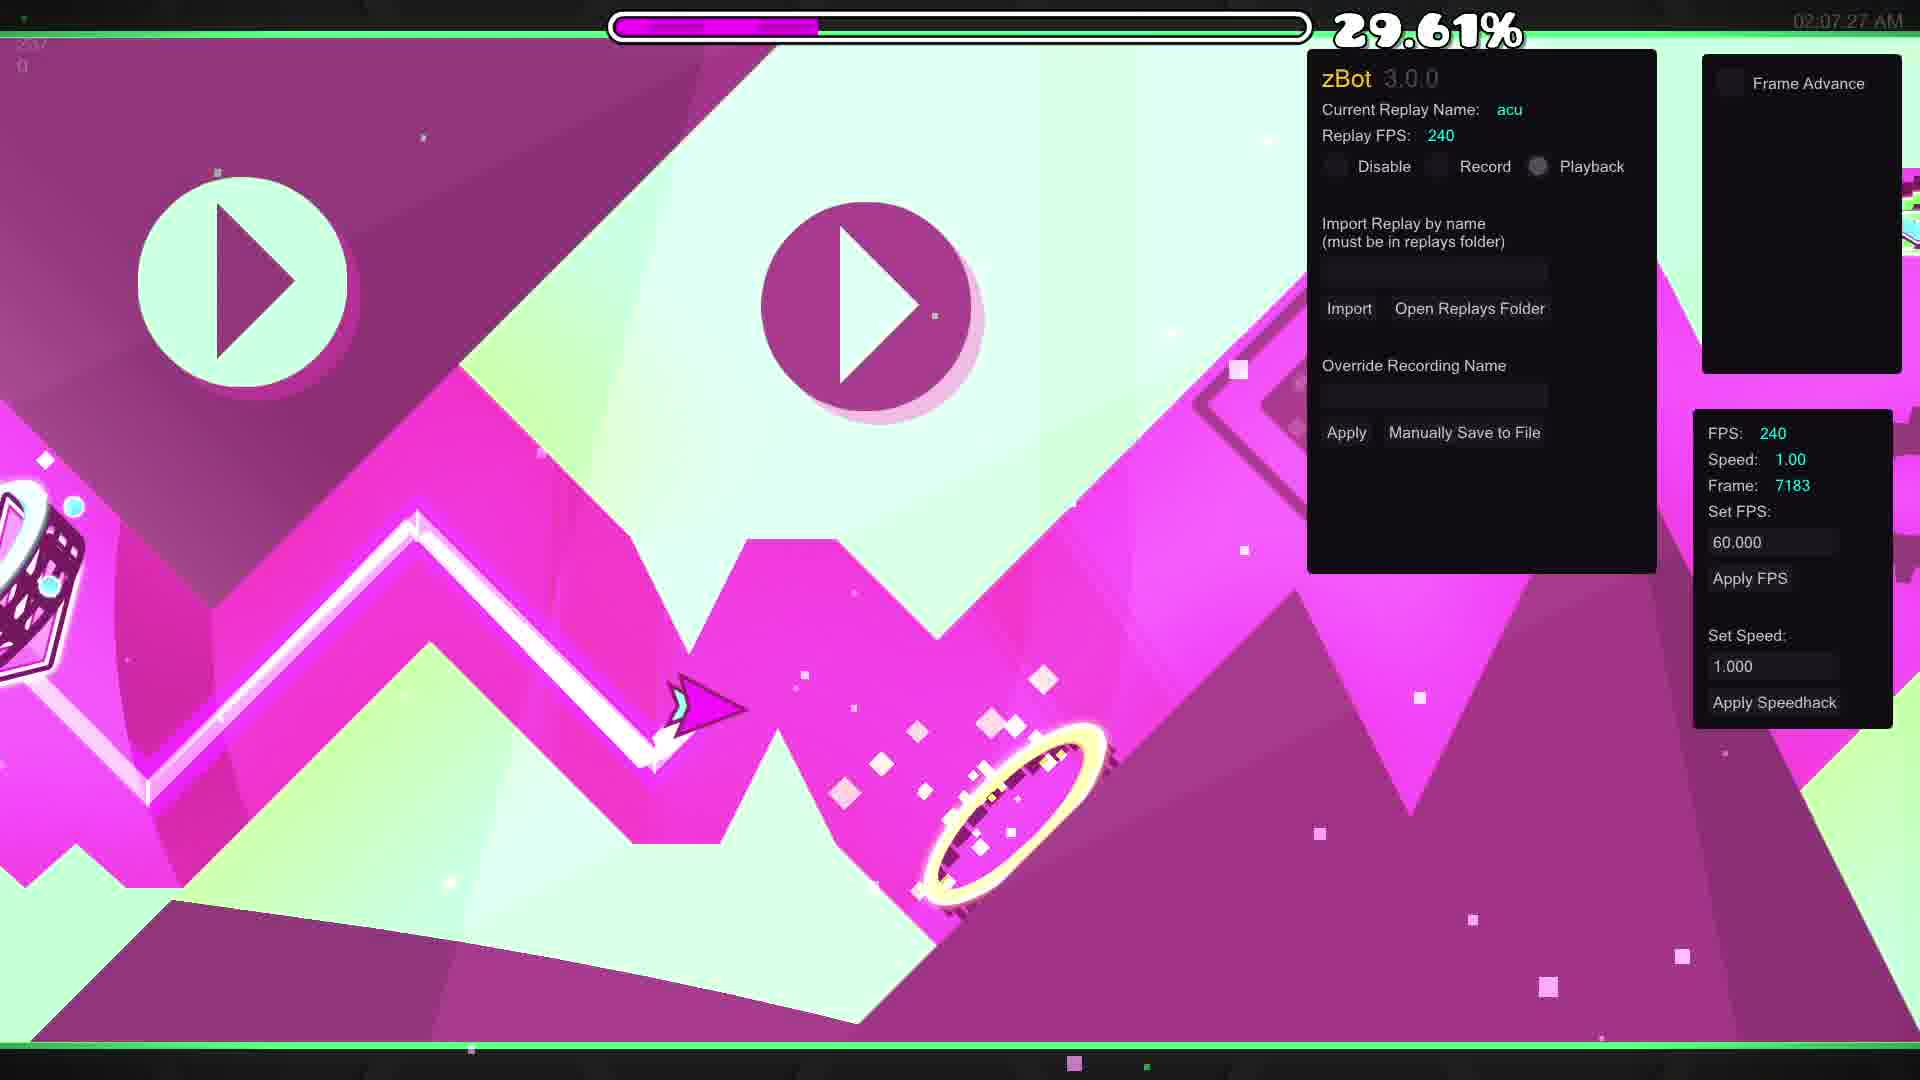 29.61%
02:07.27 AM
237
0
zBot 3.0.0
Current Replay Name: acu
Replay FPS: 240
Disable Record Playback
Import Replay by name
(must be in replays folder)
Import Open Replays Folder
Override Recording Name
Apply Manually Save to File
Frame Advance
FPS: 240
Speed: 1.00
Frame: 7183
Set FPS:
60.000
Apply FPS
Set Speed:
1.000
Apply Speedhack